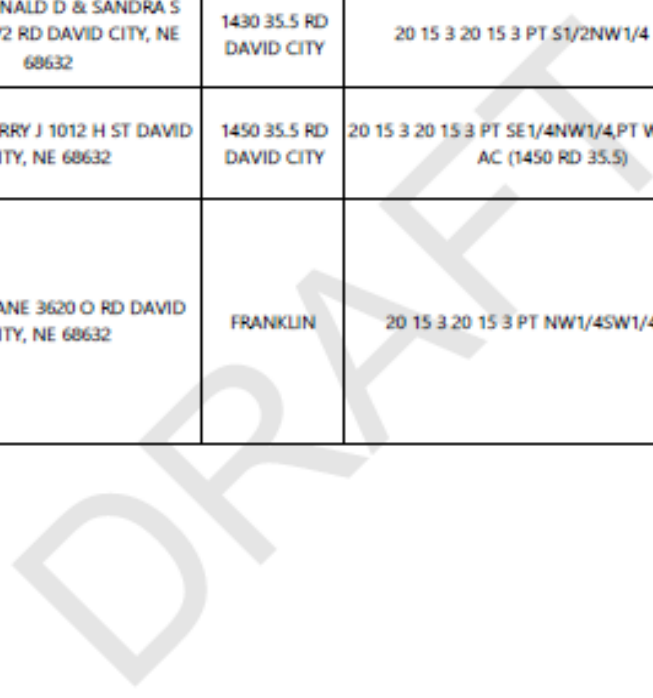 NALD D & SANDRA S
/2 RD DAVID CITY, NE
68632
1430 35.5 RD
DAVID CITY
20 15 3 20 15 3 PT S1/2NW1/4
RRY J 1012 H ST DAVID
ITY, NE 68632
1450 35.5 RD
DAVID CITY
20 15 3 20 15 3 PT SE1/4NW1/4,PT W
AC (1450 RD 35.5)
ANE 3620 O RD DAVID
ITY, NE 68632
FRANKLIN
20 15 3 20 15 3 PT NW1/4SW1/4
DRAFT